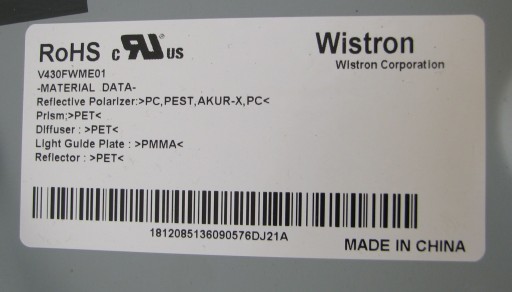 RoHS c RU US Wistron
Wistron Corporation
V430FWME01
-MATERIAL DATA-
Reflective Polarizer:>PC,PEST,AKUR-X,PC<
Prism;>PET<
Diffuser : >PET<
Light Guide Plate : >PMMA<
Reflector : >PET<
1812085136090576DJ21A
MADE IN CHINA